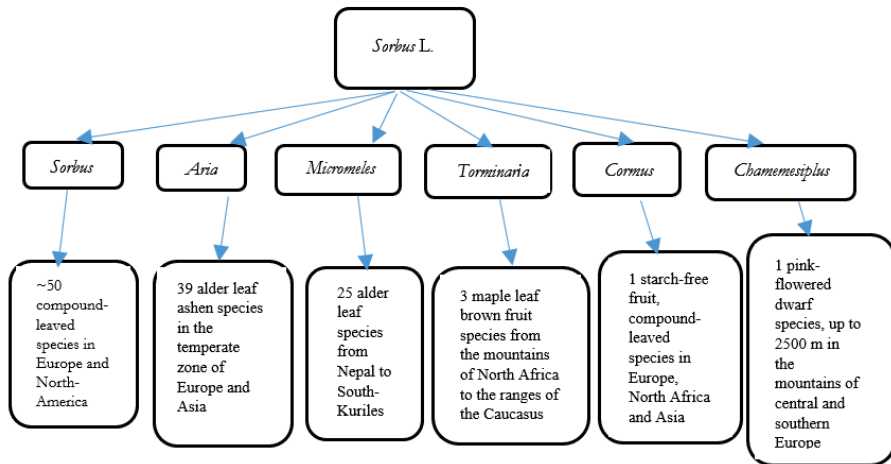 Sorbus L.
Sorbus
Aria
Micromeles
Torminaria
Cormus
Chamemesiplus
~50
compound-
leaved
species in
Europe and
North-
America
39 alder leaf
ashen species
in the
temperate
zone of
Europe and
Asia
25 alder
leaf
species
from
Nepal to
South-
Kuriles
3 maple leaf
brown fruit
species from
the mountains
of North Africa
to the ranges of
the Caucasus
1 starch-free
fruit,
compound-
leaved
species in
Europe,
North Africa
and Asia
1 pink-
flowered
dwarf
species, up to
2500 m in
the
mountains of
central and
southern
Europe